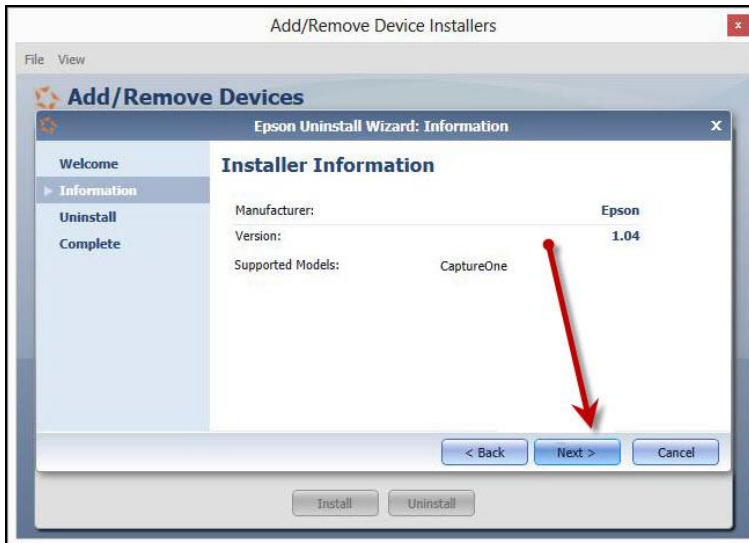 Add/Remove Device Installers
x
File View
Add/Remove Devices
Epson Uninstall Wizard: Information
x
Welcome
Information
Uninstall
Complete
Installer Information
Manufacturer: Epson
Version: 1.04
Supported Models: CaptureOne
< Back Next > Cancel
Install Uninstall